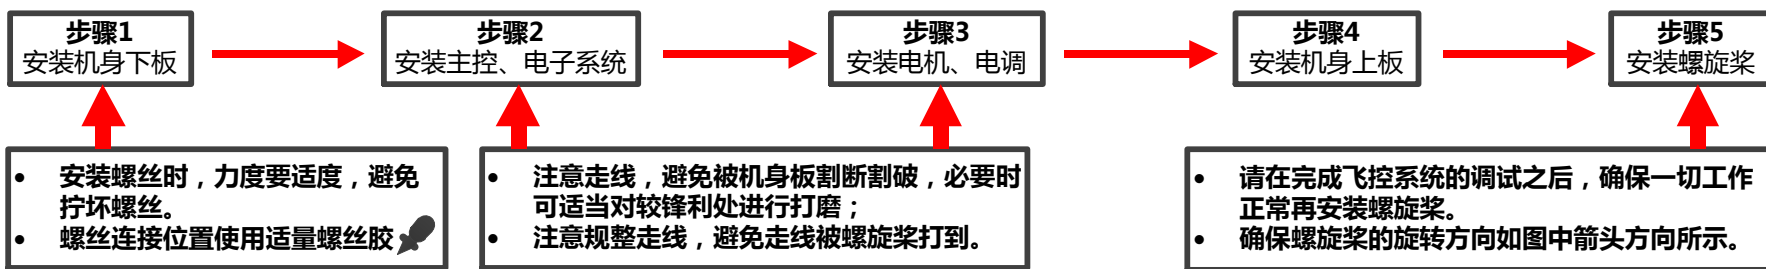 步骤1
安装机身下板
步骤2
安装主控、电子系统
步骤3
安装电机、电调
步骤4
安装机身上板
步骤5
安装螺旋桨
• 安装螺丝时，力度要适度，避免
拧坏螺丝。
• 螺丝连接位置使用适量螺丝胶
• 注意走线，避免被机身板割断割破，必要时
可适当对较锋利处进行打磨；
• 注意规整走线，避免走线被螺旋桨打到。
• 请在完成飞控系统的调试之后，确保一切工作
正常再安装螺旋桨。
• 确保螺旋桨的旋转方向如图中箭头方向所示。